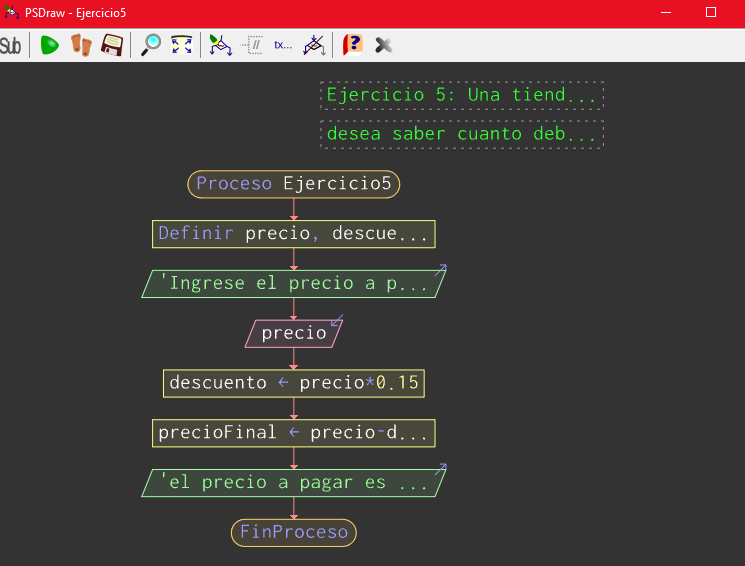 PSDraw - Ejercicio5
Sub // tx... ?
Ejercicio 5: Una tiend...
desea saber cuanto deb...
Proceso Ejercicio5
Definir precio, descue...
'Ingrese el precio a p...
precio
descuento ← precio*0.15
precioFinal ← precio-d...
'el precio a pagar es ...
FinProceso